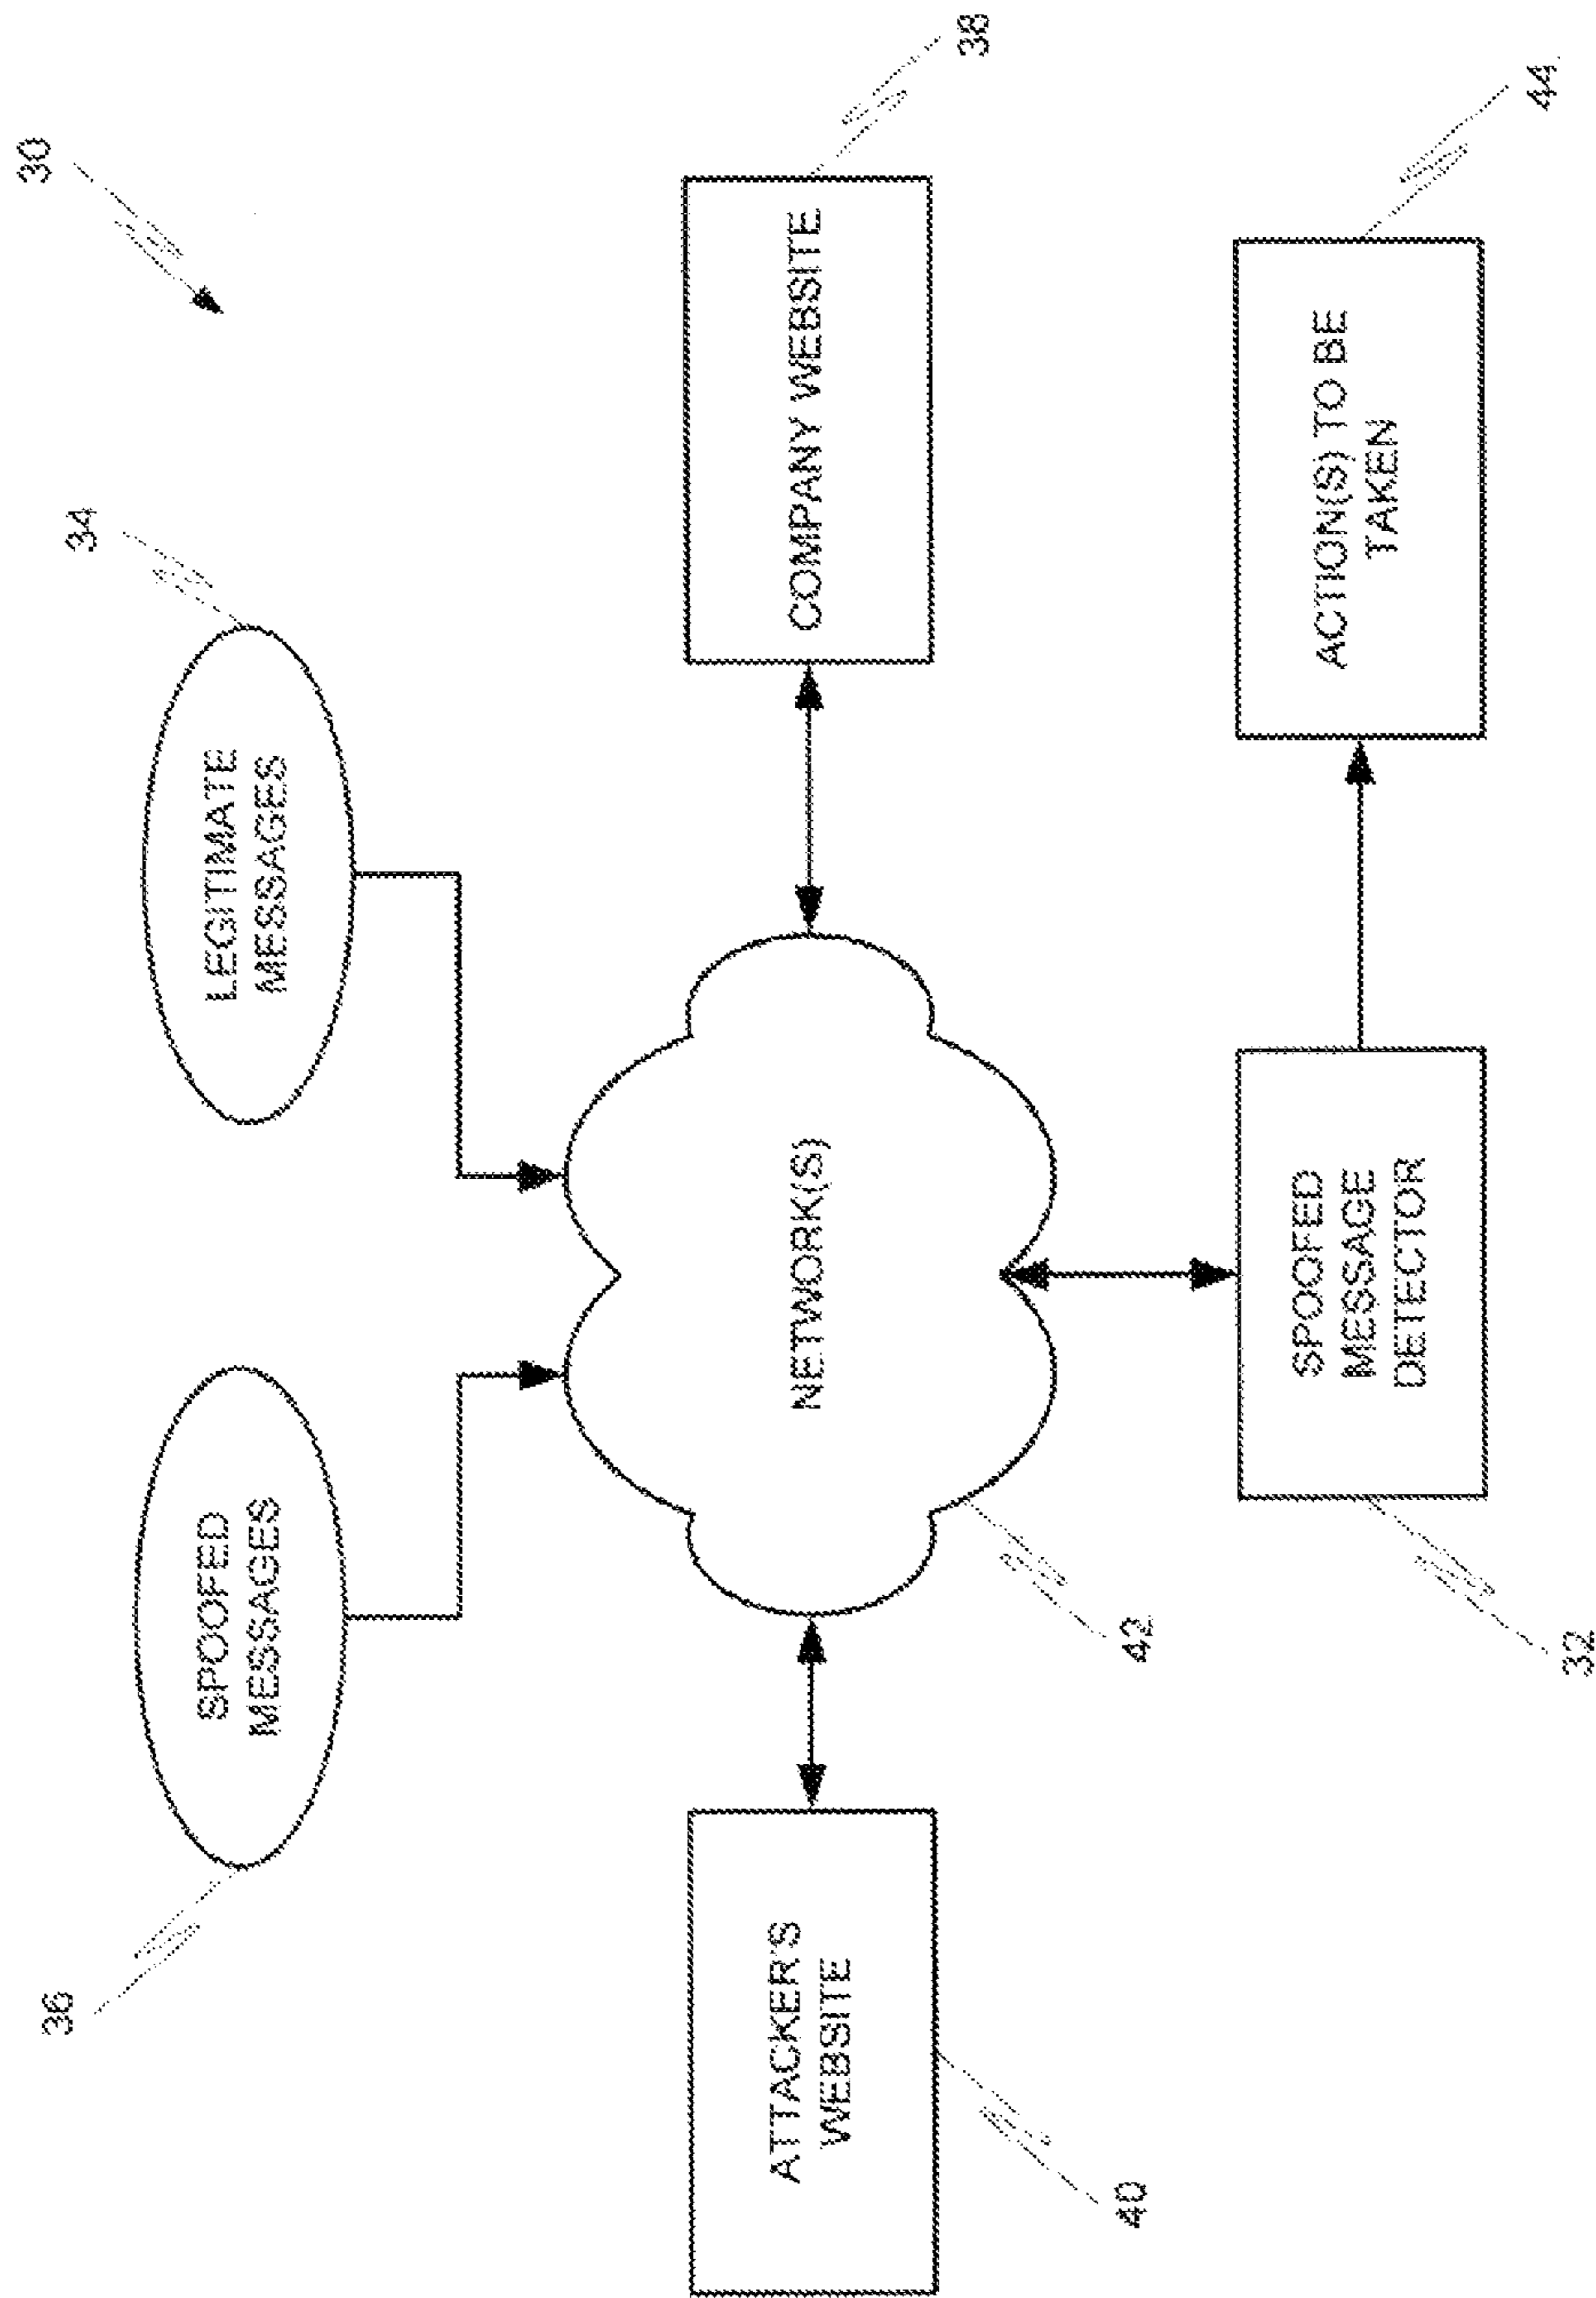 30
36
SPOOFED
MESSAGES
34
LEGITIMATE
MESSAGES
ATTACKER'S
WEBSITE
40
NETWORK(S)
42
COMPANY WEBSITE
38
SPOOFED
MESSAGE
DETECTOR
32
ACTION(S) TO BE
TAKEN
44